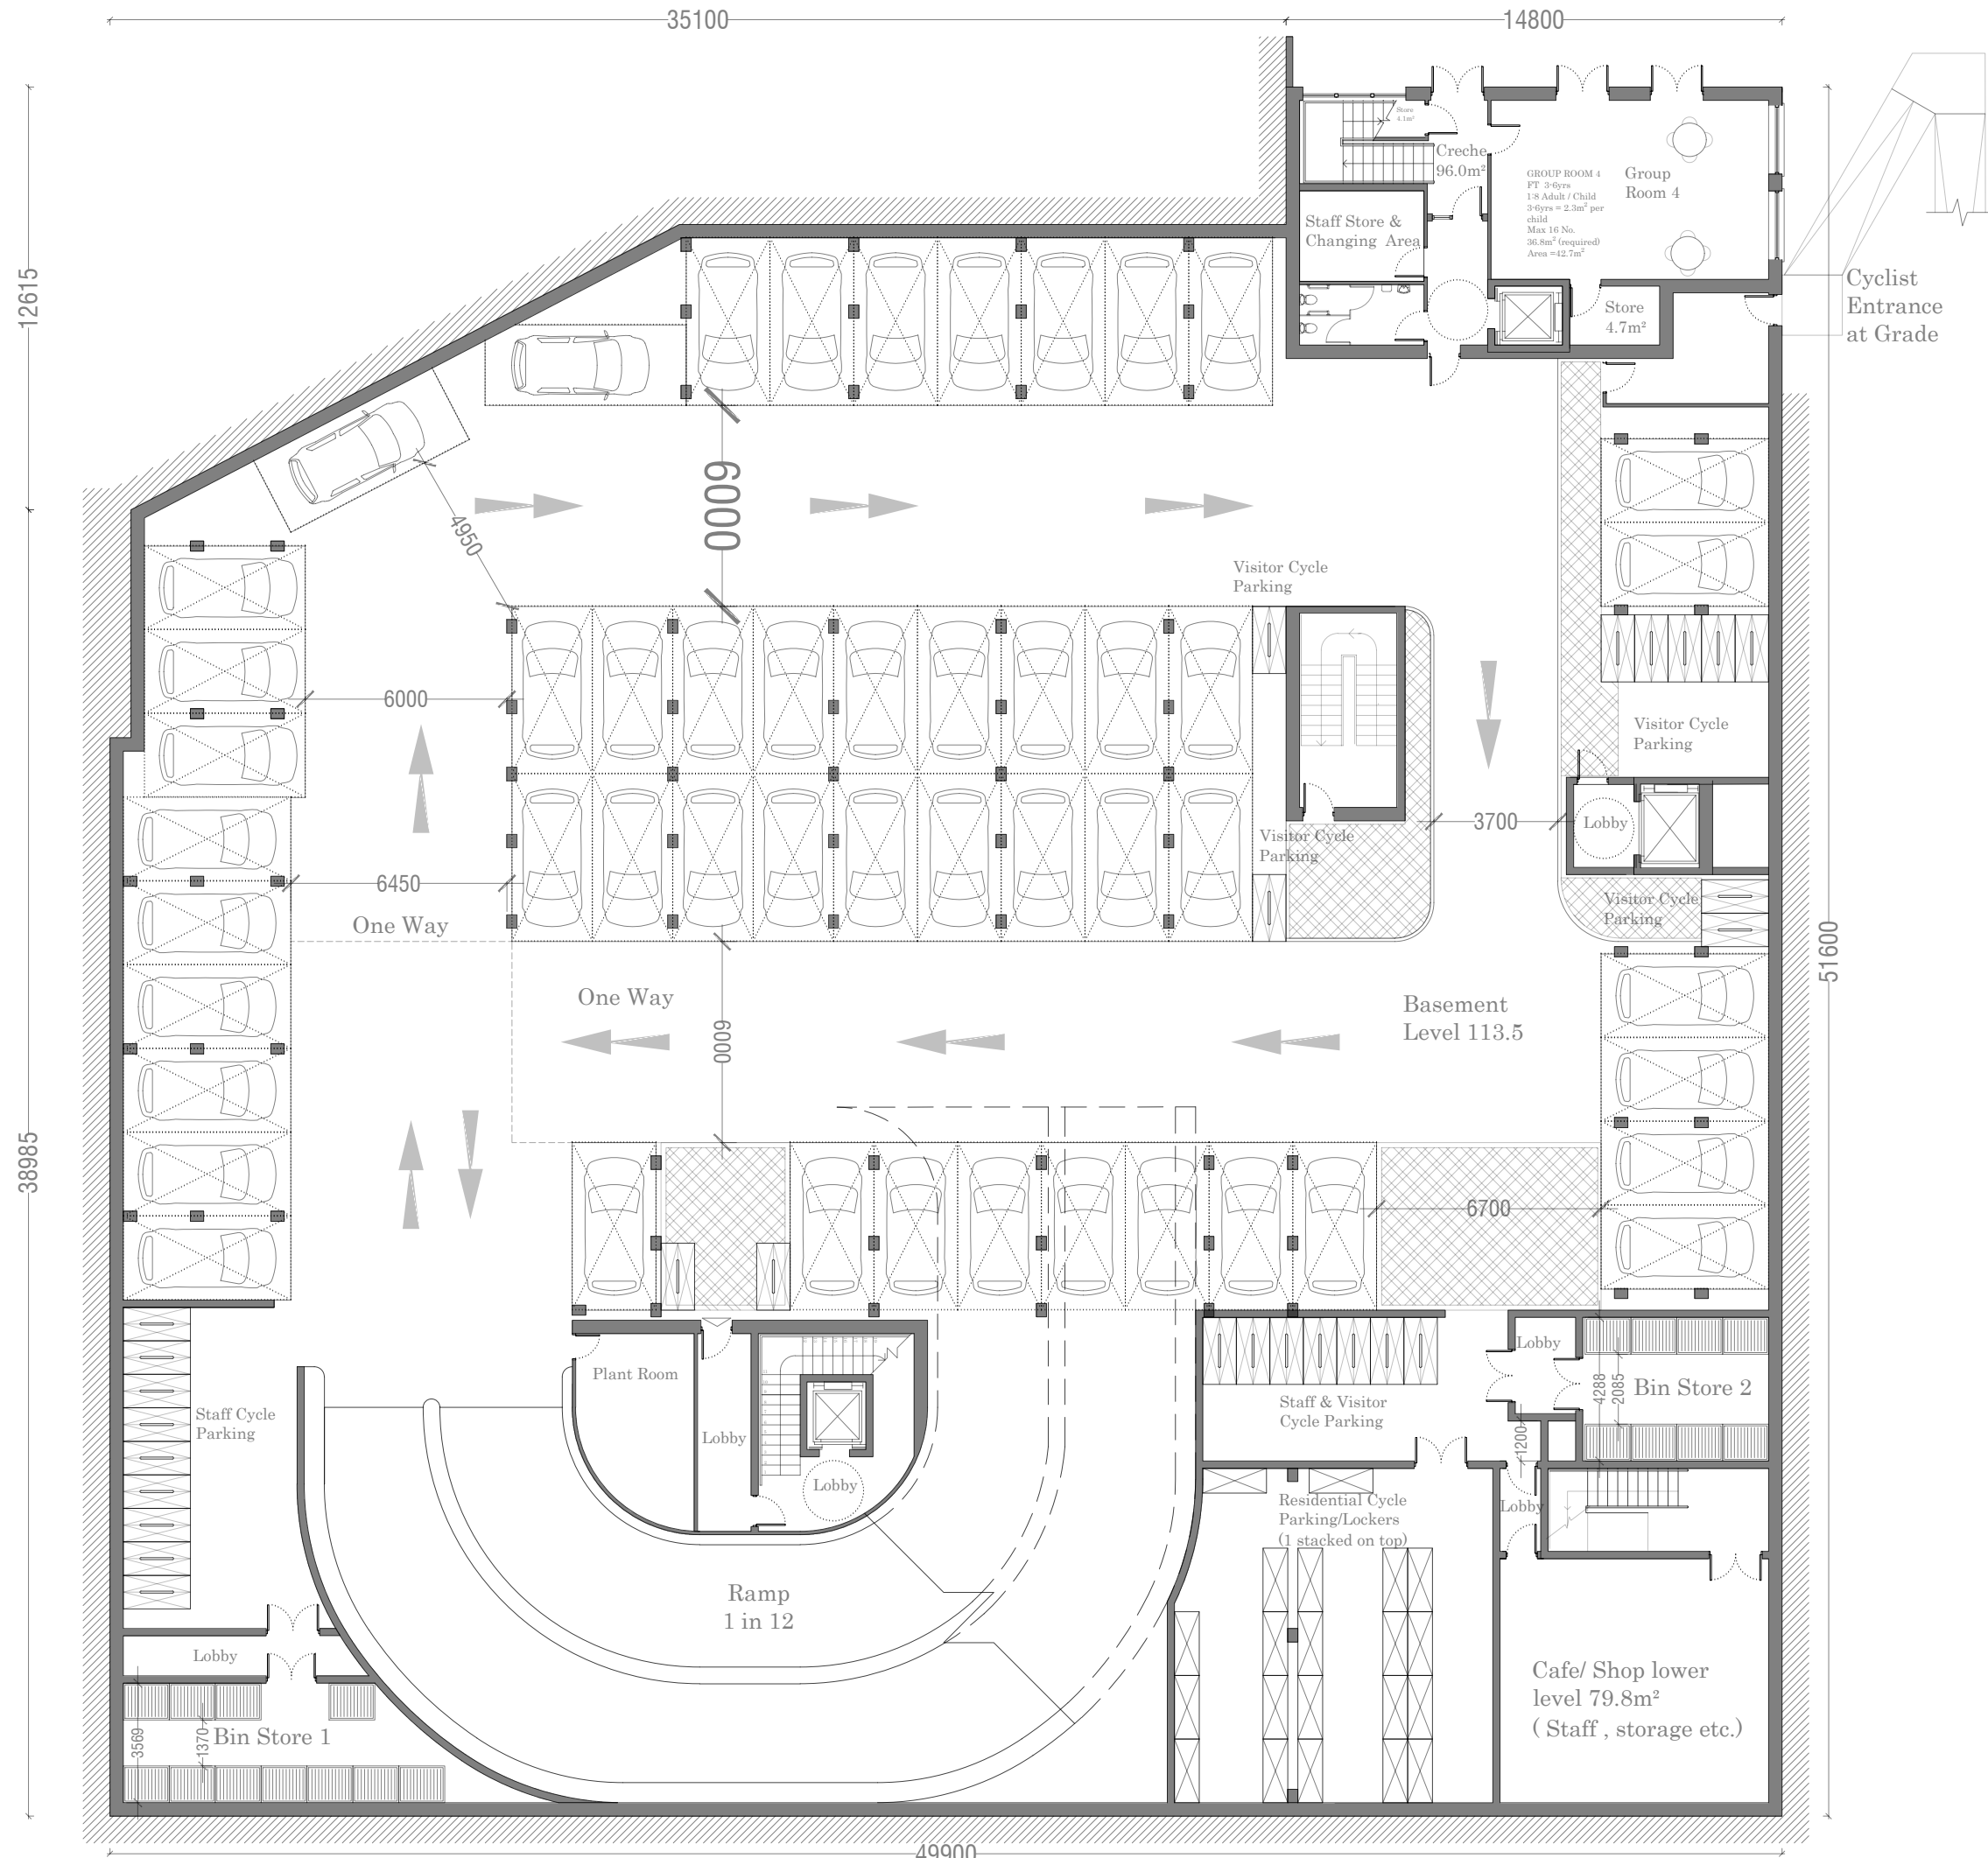 35100
14800
Store
4.1m²
Creche
96.0m²
GROUP ROOM 4
FT 3-6yrs
1:8 Adult / Child
3-6yrs = 2.3m² per
child
Max 16 No.
36.8m² (required)
Area =42.7m²
Group
Room 4
Staff Store &
Changing Area
12615
Cyclist
Entrance
at Grade
Store
4.7m²
6000
4950
Visitor Cycle
Parking
6000
Visitor Cycle
Parking
3700
Lobby
Visitor Cycle
Parking
6450
One Way
Visitor Cycle
Parking
51600
One Way
Basement
Level 113.5
6000
38985
6700
Plant Room
Lobby
Lobby
Staff Cycle
Parking
Staff & Visitor
Cycle Parking
Lobby
4288
2085
Bin Store 2
1200
Residential Cycle
Parking/Lockers
(1 stacked on top)
Lobby
Ramp
1 in 12
Lobby
Cafe/ Shop lower
level 79.8m²
( Staff , storage etc.)
3569
1370
Bin Store 1
49900